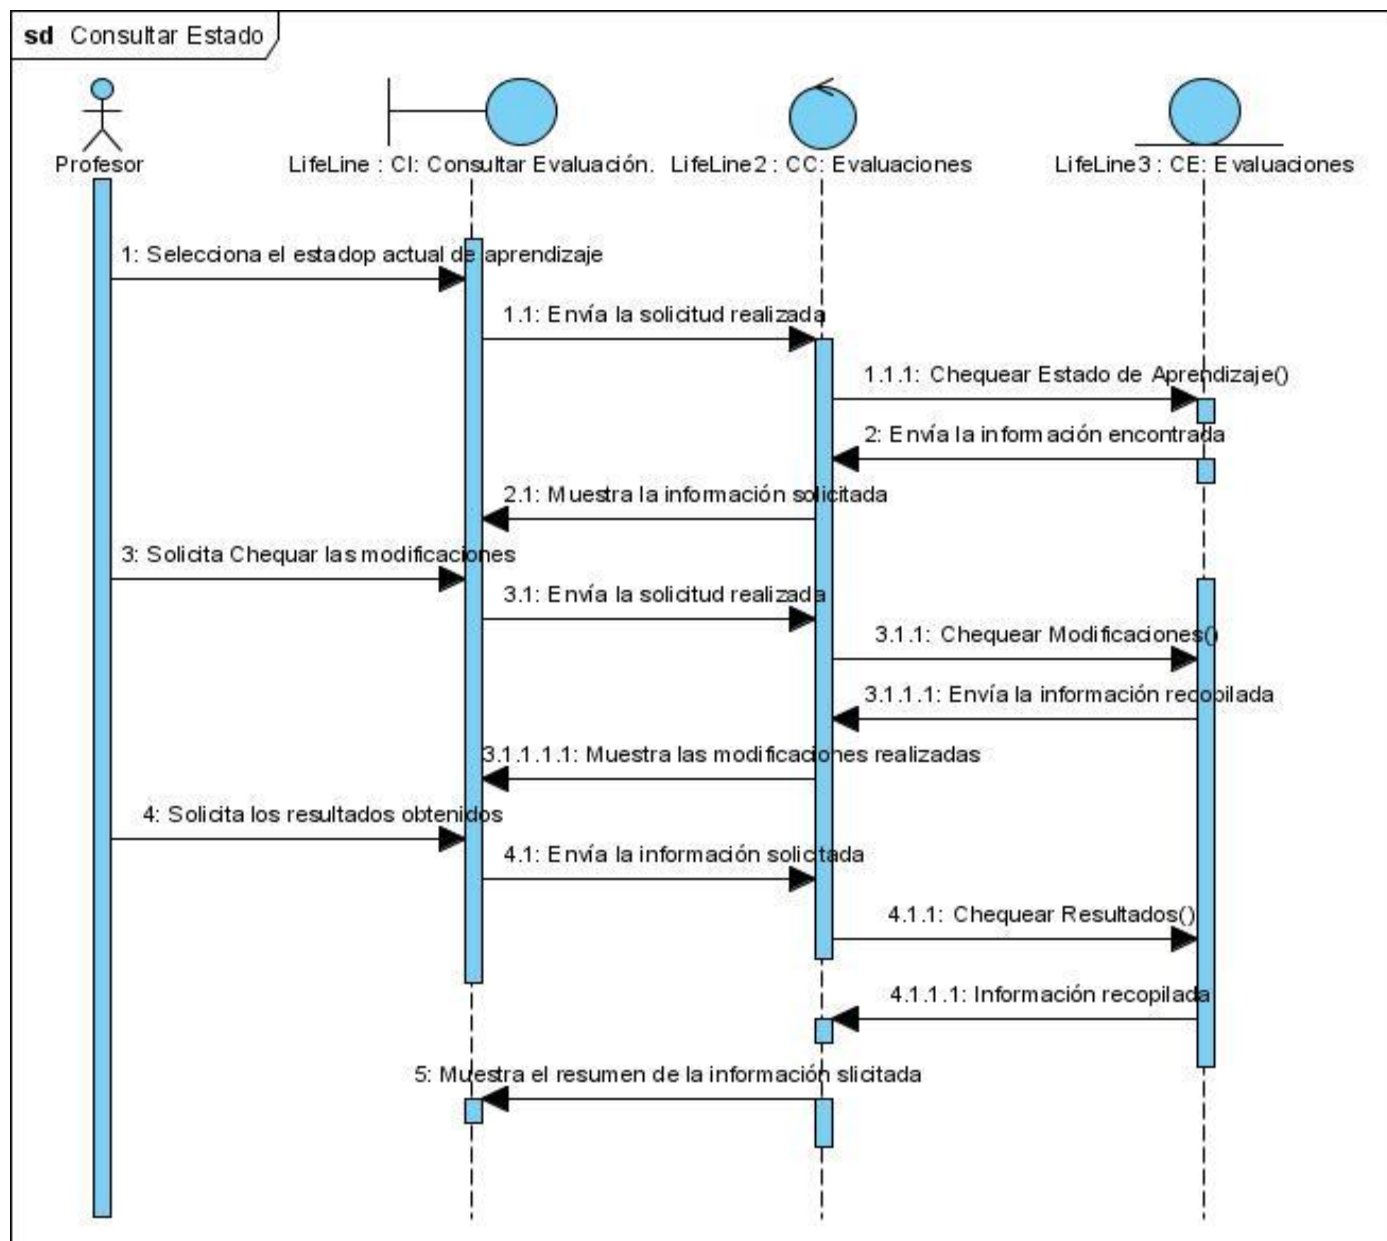 sd Consultar Estado
Profesor
LifeLine : CI: Consultar Evaluación.
LifeLine2 : CC: Evaluaciones
LifeLine3 : CE: Evaluaciones
1: Selecciona el estadop actual de aprendizaje
1.1: Envía la solicitud realizada
1.1.1: Chequear Estado de Aprendizaje()
2: Envía la información encontrada
2.1: Muestra la información solicitada
3: Solicita Chequar las modificaciones
3.1: Envía la solicitud realizada
3.1.1: Chequear Modificaciones()
3.1.1.1: Envía la información recopilada
3.1.1.1.1: Muestra las modificaciones realizadas
4: Solicita los resultados obtenidos
4.1: Envía la información solicitada
4.1.1: Chequear Resultados()
4.1.1.1: Información recopilada
5: Muestra el resumen de la información slicitada